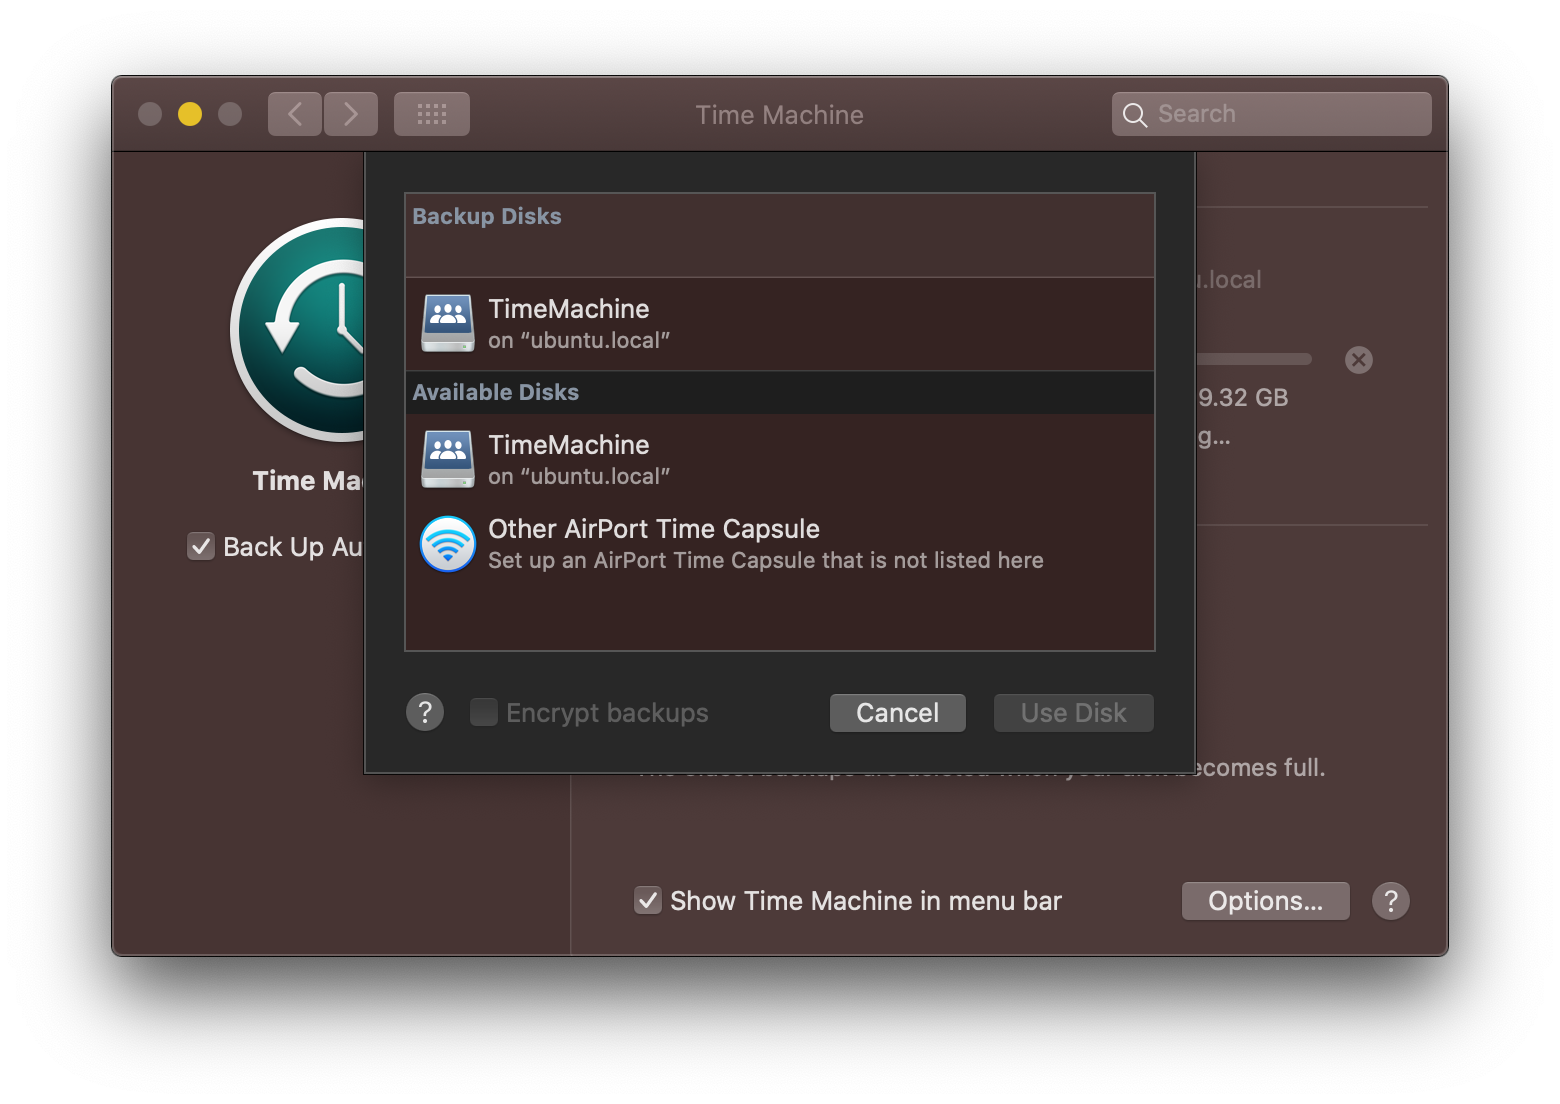 Time Machine
Search
Backup Disks
TimeMachine
on “ubuntu.local”
Available Disks
TimeMachine
on “ubuntu.local”
Other AirPort Time Capsule
Set up an AirPort Time Capsule that is not listed here
? Encrypt backups Cancel Use Disk
.local
9.32 GB
g...
Time Ma
Back Up Au
becomes full.
Show Time Machine in menu bar
Options... ?